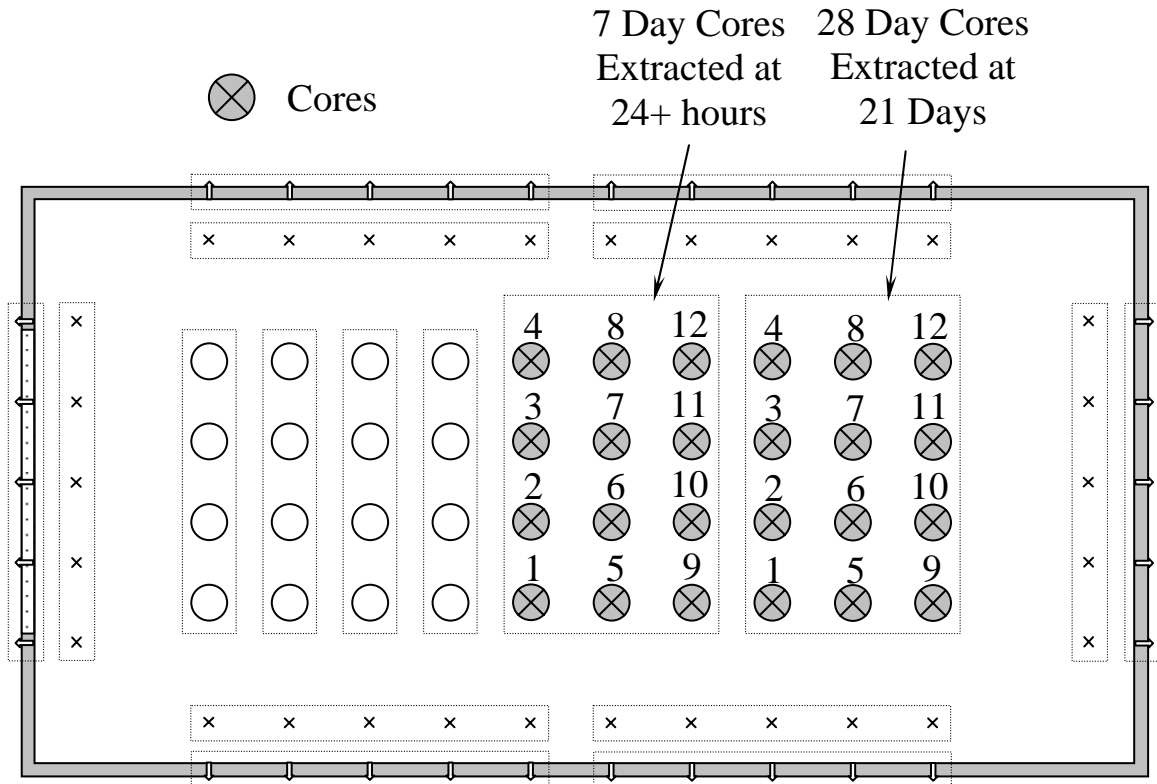 7 Day Cores
Extracted at
24+ hours
28 Day Cores
Extracted at
21 Days
Cores
4 8 12 4 8 12
3 7 11 3 7 11
2 6 10 2 6 10
1 5 9 1 5 9